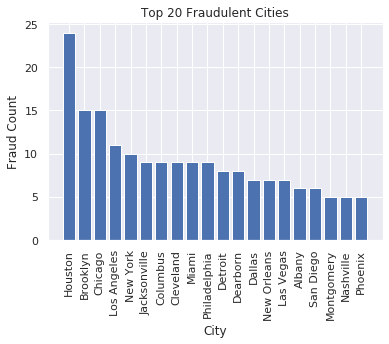 Top 20 Fraudulent Cities
25
20
15
10
5
0
Fraud Count
Houston
Brooklyn
Chicago
Los Angeles
New York
Jacksonville
Columbus
Cleveland
Miami
Philadelphia
Detroit
Dearborn
Dallas
New Orleans
Las Vegas
Albany
San Diego
Montgomery
Nashville
Phoenix
City